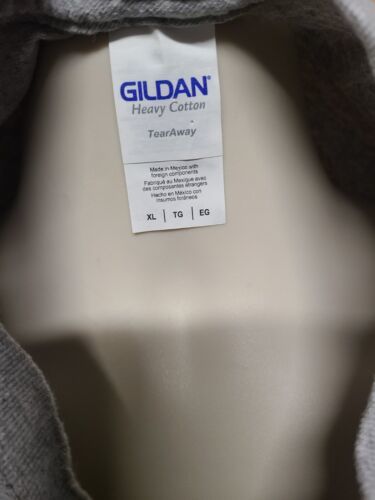 GILDAN®
Heavy Cotton
TearAway
Made in Mexico with
foreign components
Fabriqué au Mexique avec
des composantes étrangers
Hecho en México con
insumos foráneos
XL | TG | EG